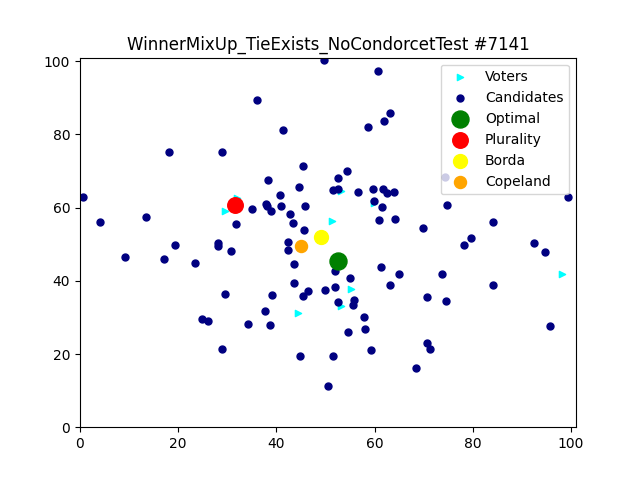 WinnerMixUp_TieExists_NoCondorcetTest #7141
100
80
60
40
20
0
0
20
40
60
80
100
Voters
Candidates
Optimal
Plurality
Borda
Copeland